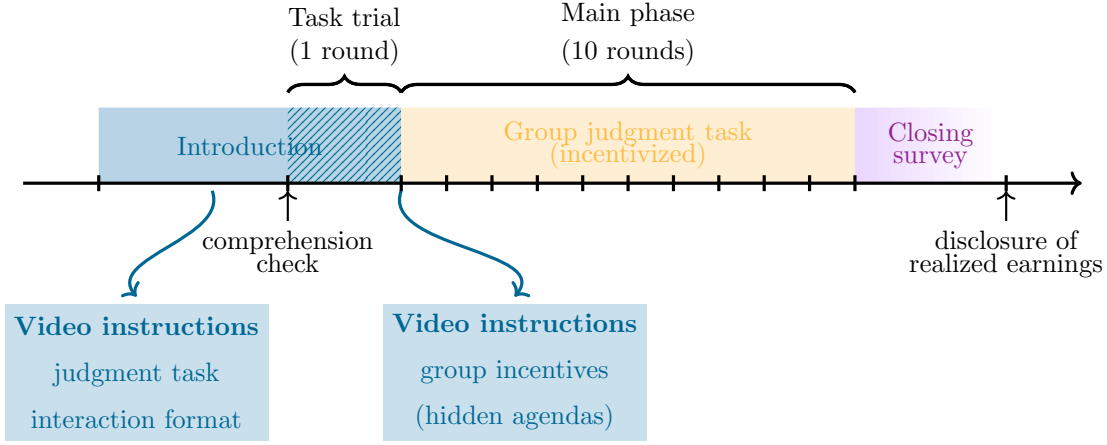 Task trial
(1 round)
Main phase
(10 rounds)
Introduction
Group judgment task
(incentivized)
Closing
survey
comprehension
check
disclosure of
realized earnings
Video instructions
judgment task
interaction format
Video instructions
group incentives
(hidden agendas)